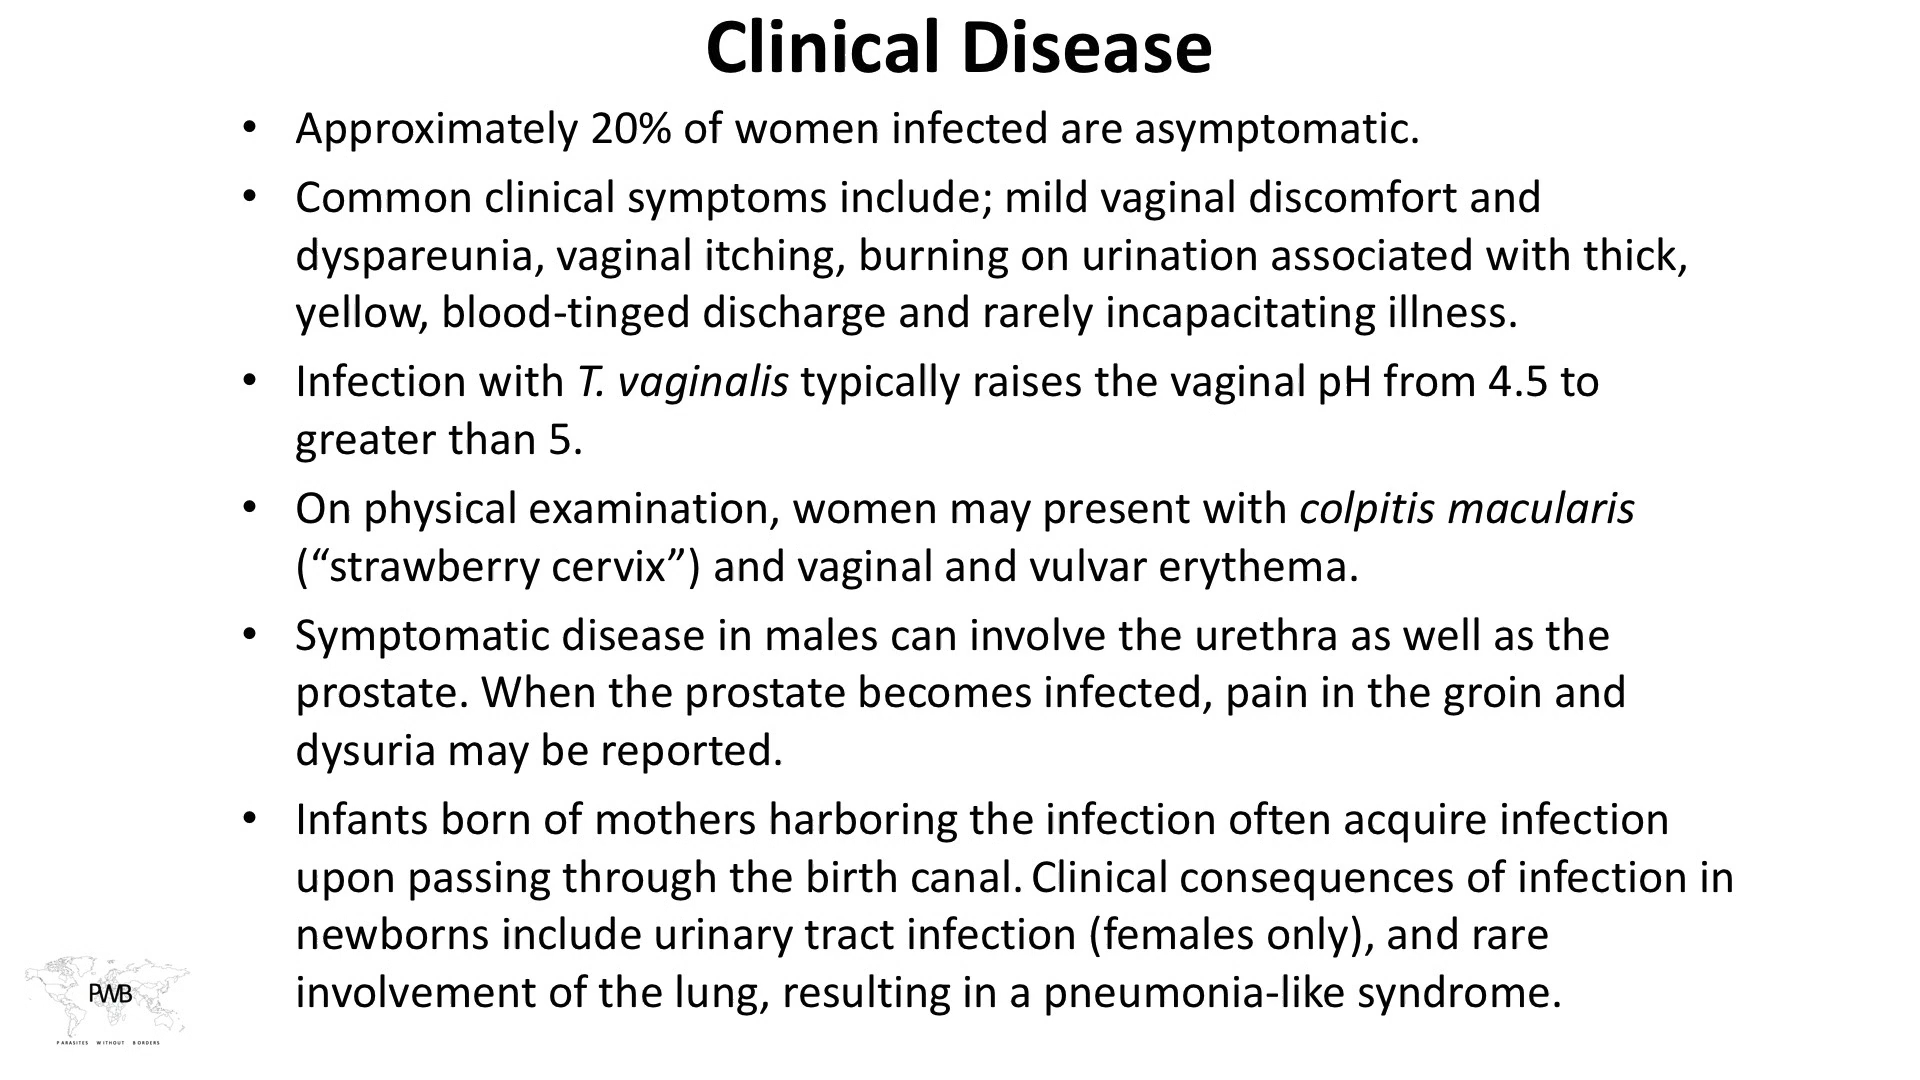 Clinical Disease
• Approximately 20% of women infected are asymptomatic.
• Common clinical symptoms include; mild vaginal discomfort and
dyspareunia, vaginal itching, burning on urination associated with thick,
yellow, blood-tinged discharge and rarely incapacitating illness.
• Infection with T. vaginalis typically raises the vaginal pH from 4.5 to
greater than 5.
• On physical examination, women may present with colpitis macularis
(“strawberry cervix”) and vaginal and vulvar erythema.
• Symptomatic disease in males can involve the urethra as well as the
prostate. When the prostate becomes infected, pain in the groin and
dysuria may be reported.
• Infants born of mothers harboring the infection often acquire infection
upon passing through the birth canal. Clinical consequences of infection in
newborns include urinary tract infection (females only), and rare
involvement of the lung, resulting in a pneumonia-like syndrome.
PWB
PARASITES WITHOUT BORDERS